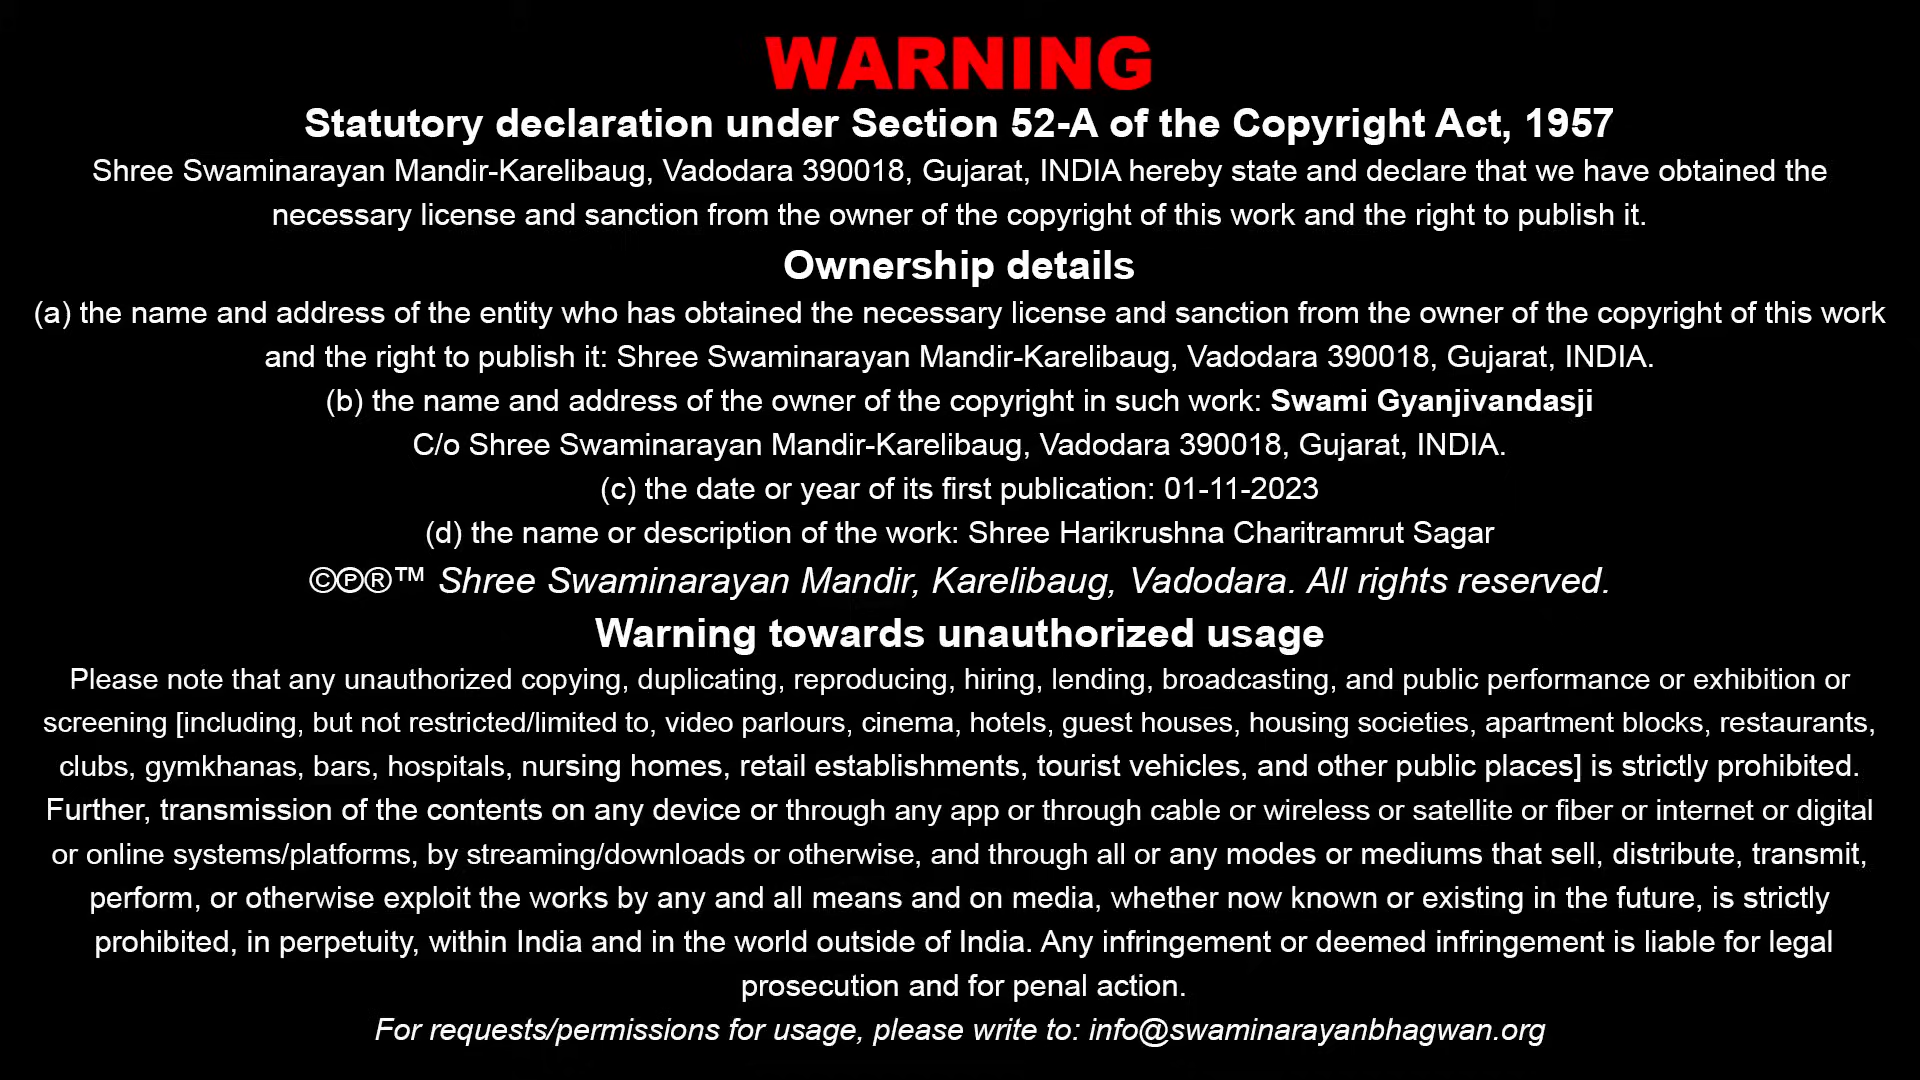 WARNING
Statutory declaration under Section 52-A of the Copyright Act, 1957
Shree Swaminarayan Mandir-Karelibaug, Vadodara 390018, Gujarat, INDIA hereby state and declare that we have obtained the
necessary license and sanction from the owner of the copyright of this work and the right to publish it.
Ownership details
(a) the name and address of the entity who has obtained the necessary license and sanction from the owner of the copyright of this work
and the right to publish it: Shree Swaminarayan Mandir-Karelibaug, Vadodara 390018, Gujarat, INDIA.
(b) the name and address of the owner of the copyright in such work: Swami Gyanjivandasji
C/o Shree Swaminarayan Mandir-Karelibaug, Vadodara 390018, Gujarat, INDIA.
(c) the date or year of its first publication: 01-11-2023
(d) the name or description of the work: Shree Harikrushna Charitramrut Sagar
©℗®™ Shree Swaminarayan Mandir, Karelibaug, Vadodara. All rights reserved.
Warning towards unauthorized usage
Please note that any unauthorized copying, duplicating, reproducing, hiring, lending, broadcasting, and public performance or exhibition or
screening [including, but not restricted/limited to, video parlours, cinema, hotels, guest houses, housing societies, apartment blocks, restaurants,
clubs, gymkhanas, bars, hospitals, nursing homes, retail establishments, tourist vehicles, and other public places] is strictly prohibited.
Further, transmission of the contents on any device or through any app or through cable or wireless or satellite or fiber or internet or digital
or online systems/platforms, by streaming/downloads or otherwise, and through all or any modes or mediums that sell, distribute, transmit,
perform, or otherwise exploit the works by any and all means and on media, whether now known or existing in the future, is strictly
prohibited, in perpetuity, within India and in the world outside of India. Any infringement or deemed infringement is liable for legal
prosecution and for penal action.
For requests/permissions for usage, please write to: info@swaminarayanbhagwan.org